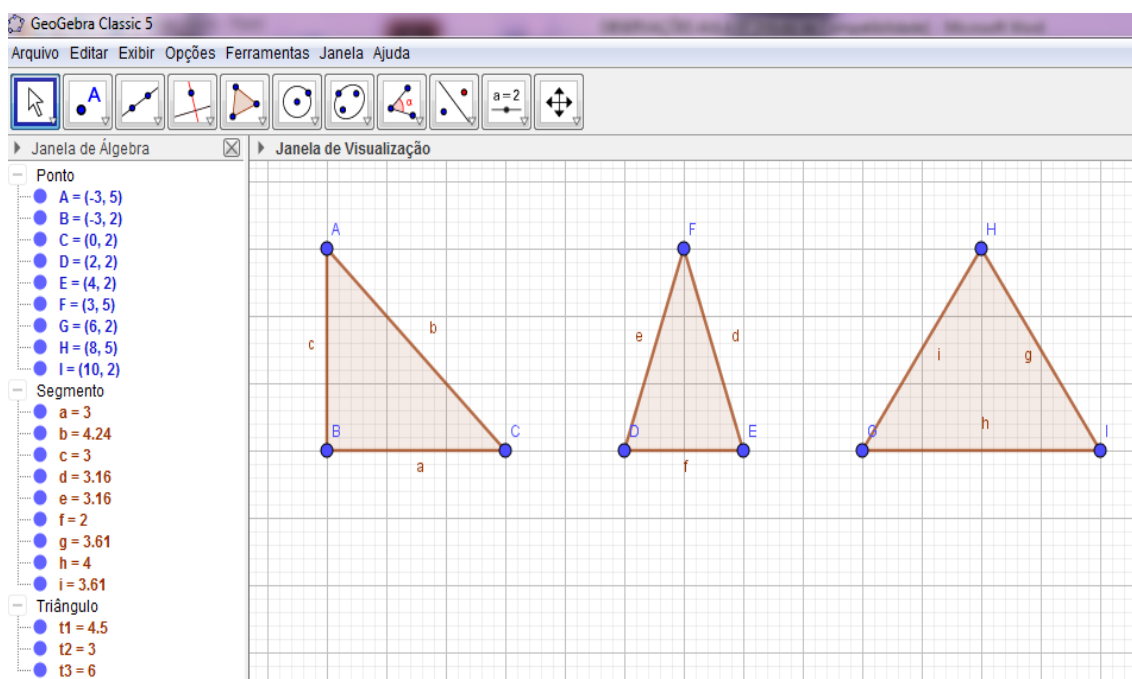 GeoGebra Classic 5
Arquivo Editar Exibir Opções Ferramentas Janela Ajuda
A
α
a=2
Janela de Álgebra
Janela de Visualização
Ponto
A = (-3, 5)
B = (-3, 2)
C = (0, 2)
D = (2, 2)
E = (4, 2)
F = (3, 5)
G = (6, 2)
H = (8, 5)
I = (10, 2)
Segmento
a = 3
b = 4.24
c = 3
d = 3.16
e = 3.16
f = 2
g = 3.61
h = 4
i = 3.61
Triângulo
t1 = 4.5
t2 = 3
t3 = 6
A F H
b
c e d i g
B C D E G h I
a f